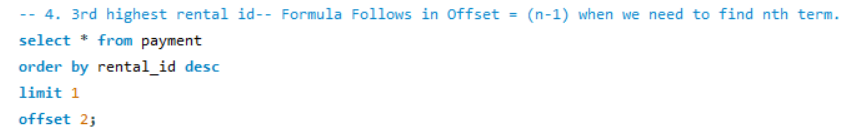 -- 4. 3rd highest rental id-- Formula Follows in Offset = (n-1) when we need to find nth term.
select * from payment
order by rental_id desc
limit 1
offset 2;